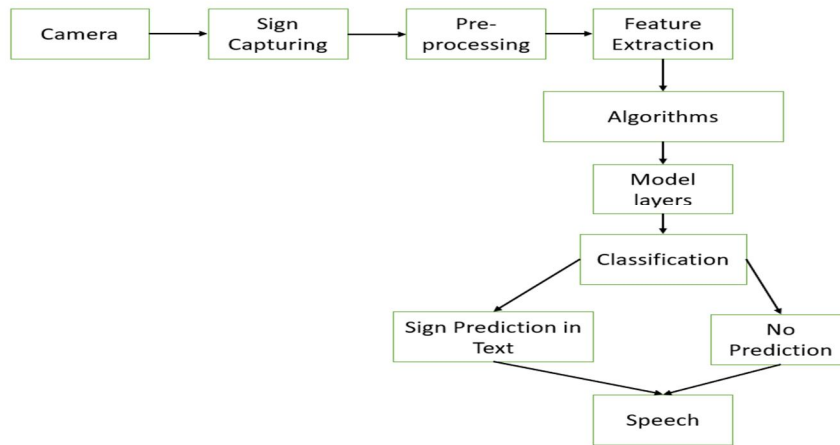 Camera
Sign
Capturing
Pre-
processing
Feature
Extraction
Algorithms
Model
layers
Classification
Sign Prediction in
Text
No
Prediction
Speech